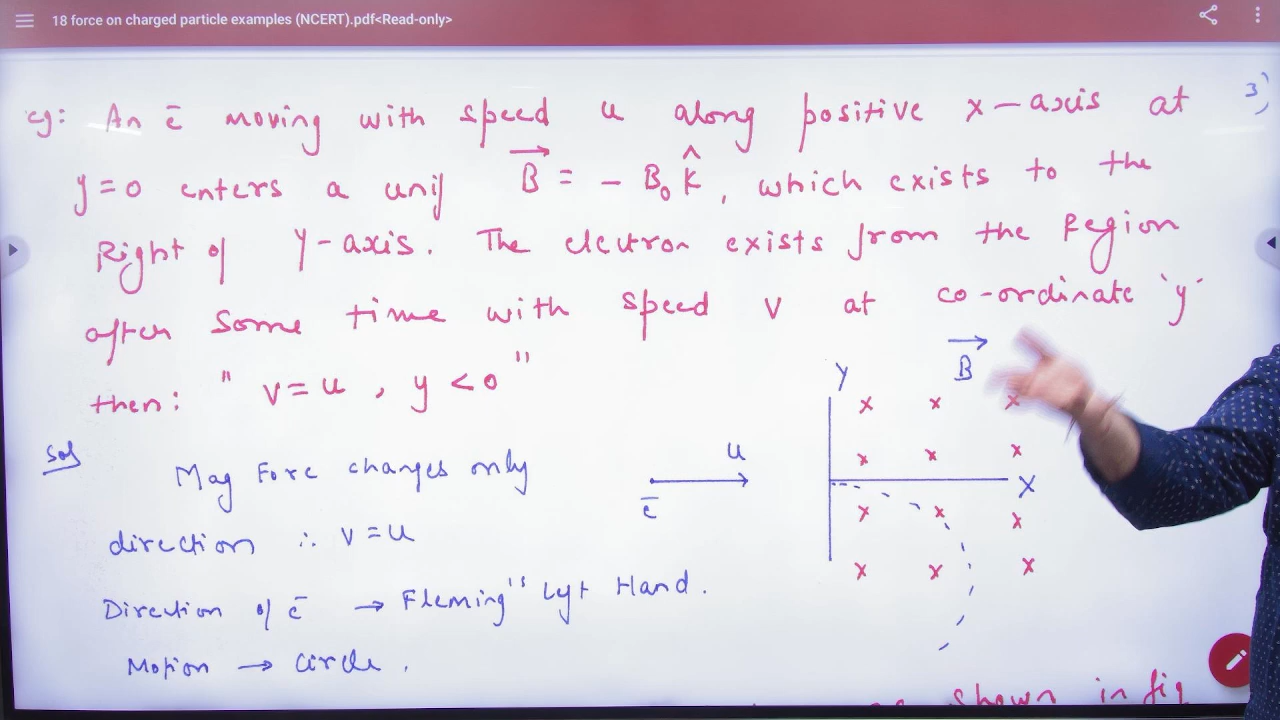 18 force on charged particle examples (NCERT).pdf<Read-only>
eg: An ē moving with speed u along positive x-axis at
3)
y=0 enters a unif B⃗ = - B₀ k̂, which exists to the
Right of Y-axis. The eleutron exists from the Region
after some time with speed v at co-ordinate 'y'
then: " v=u, y<0 "
Sol
Mag Fore changes only
direction ∴ v=u
Direction of ē → Fleming's Left Hand.
Motion → circle.
u
ē
Y
B⃗
x x x
x x x
X
x x x
x x x
shown in fig